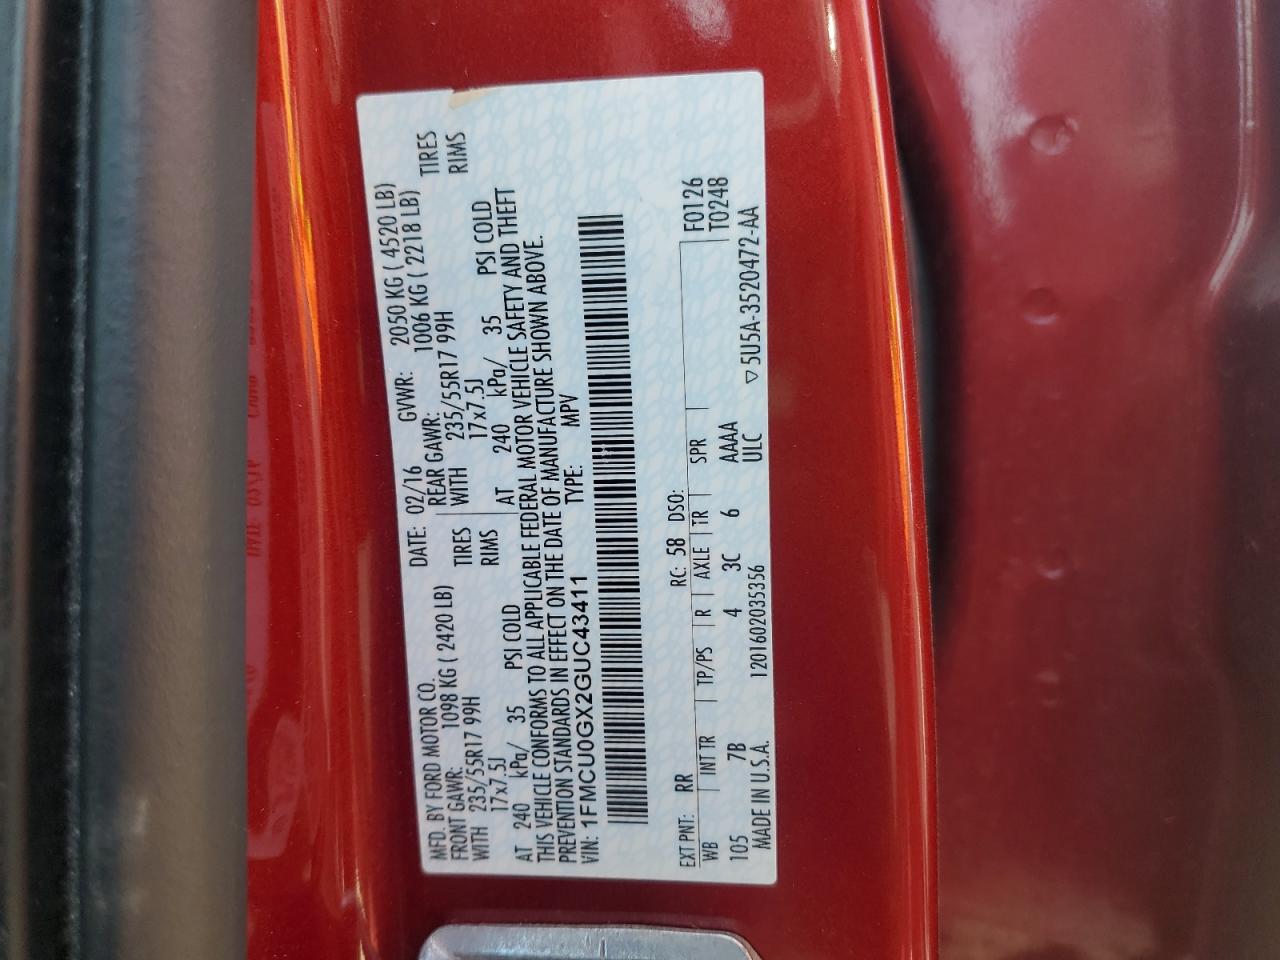 MFD. BY FORD MOTOR CO.
DATE: 02/16 GVWR: 2050 KG ( 4520 LB)
FRONT GAWR: 1098 KG ( 2420 LB) REAR GAWR: 1006 KG ( 2218 LB)
WITH 235/55R17 99H TIRES WITH 235/55R17 99H TIRES
17x7.5J RIMS 17x7.5J RIMS
AT 240 kPa/ 35 PSI COLD AT 240 kPa/ 35 PSI COLD
THIS VEHICLE CONFORMS TO ALL APPLICABLE FEDERAL MOTOR VEHICLE SAFETY AND THEFT
PREVENTION STANDARDS IN EFFECT ON THE DATE OF MANUFACTURE SHOWN ABOVE.
VIN: 1FMCU0GX2GUC43411 TYPE: MPV
EXT PNT: RR RC: 58 DSO: F0126
WB INT TR TP/PS R AXLE TR SPR T0248
105 7B 4 3C 6 AAAA
MADE IN U.S.A. 1201602035356 ULC ▽5U5A-3520472-AA